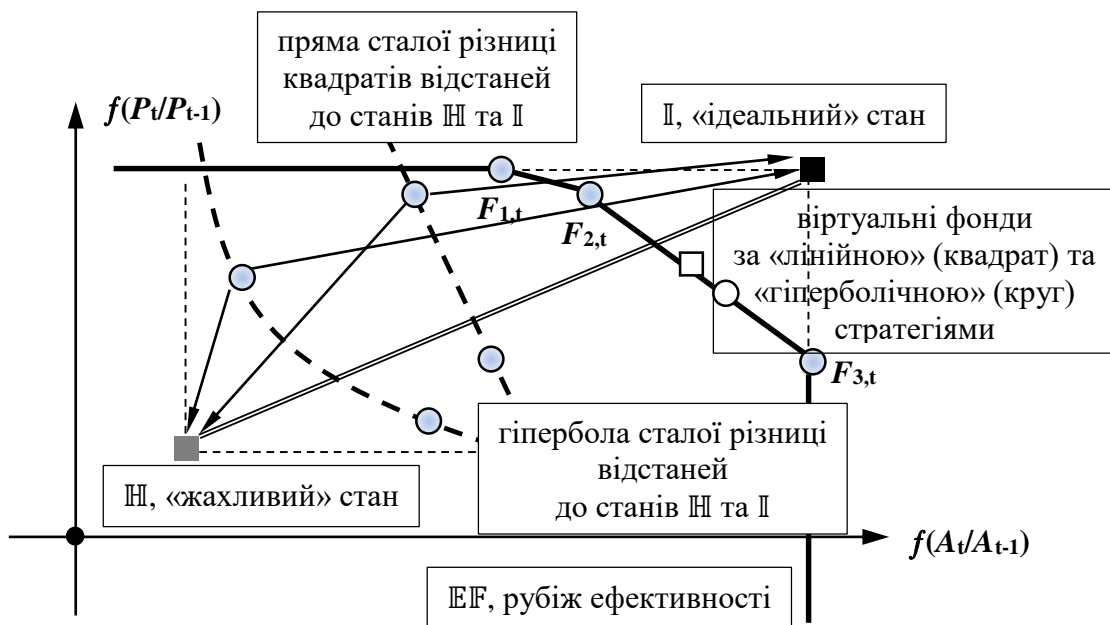 пряма сталої різниці
квадратів відстаней
до станів ℍ та 𝕀
f(Pt/Pt-1)
𝕀, «ідеальний» стан
F1,t
F2,t
віртуальні фонди
за «лінійною» (квадрат) та
«гіперболічною» (круг)
стратегіями
F3,t
гіпербола сталої різниці
відстаней
до станів ℍ та 𝕀
ℍ, «жахливий» стан
f(At/At-1)
𝔼𝔽, рубіж ефективності